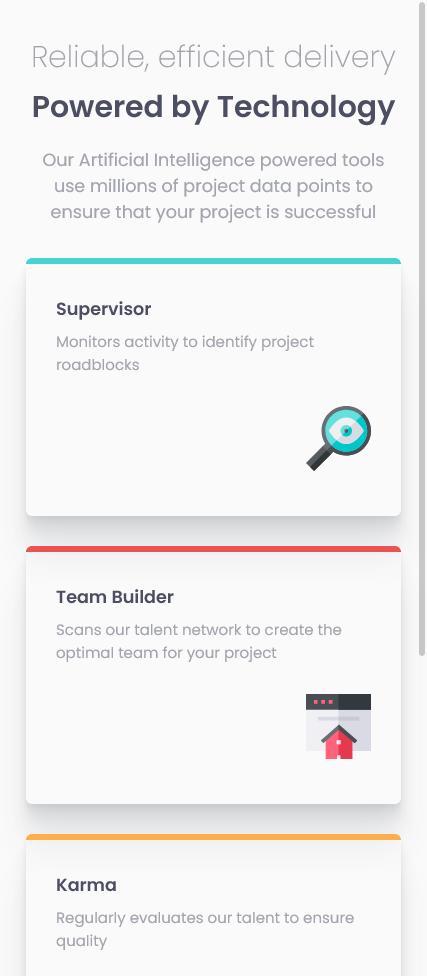 Reliable, efficient delivery
Powered by Technology
Our Artificial Intelligence powered tools
use millions of project data points to
ensure that your project is successful
Supervisor
Monitors activity to identify project
roadblocks
Team Builder
Scans our talent network to create the
optimal team for your project
Karma
Regularly evaluates our talent to ensure
quality